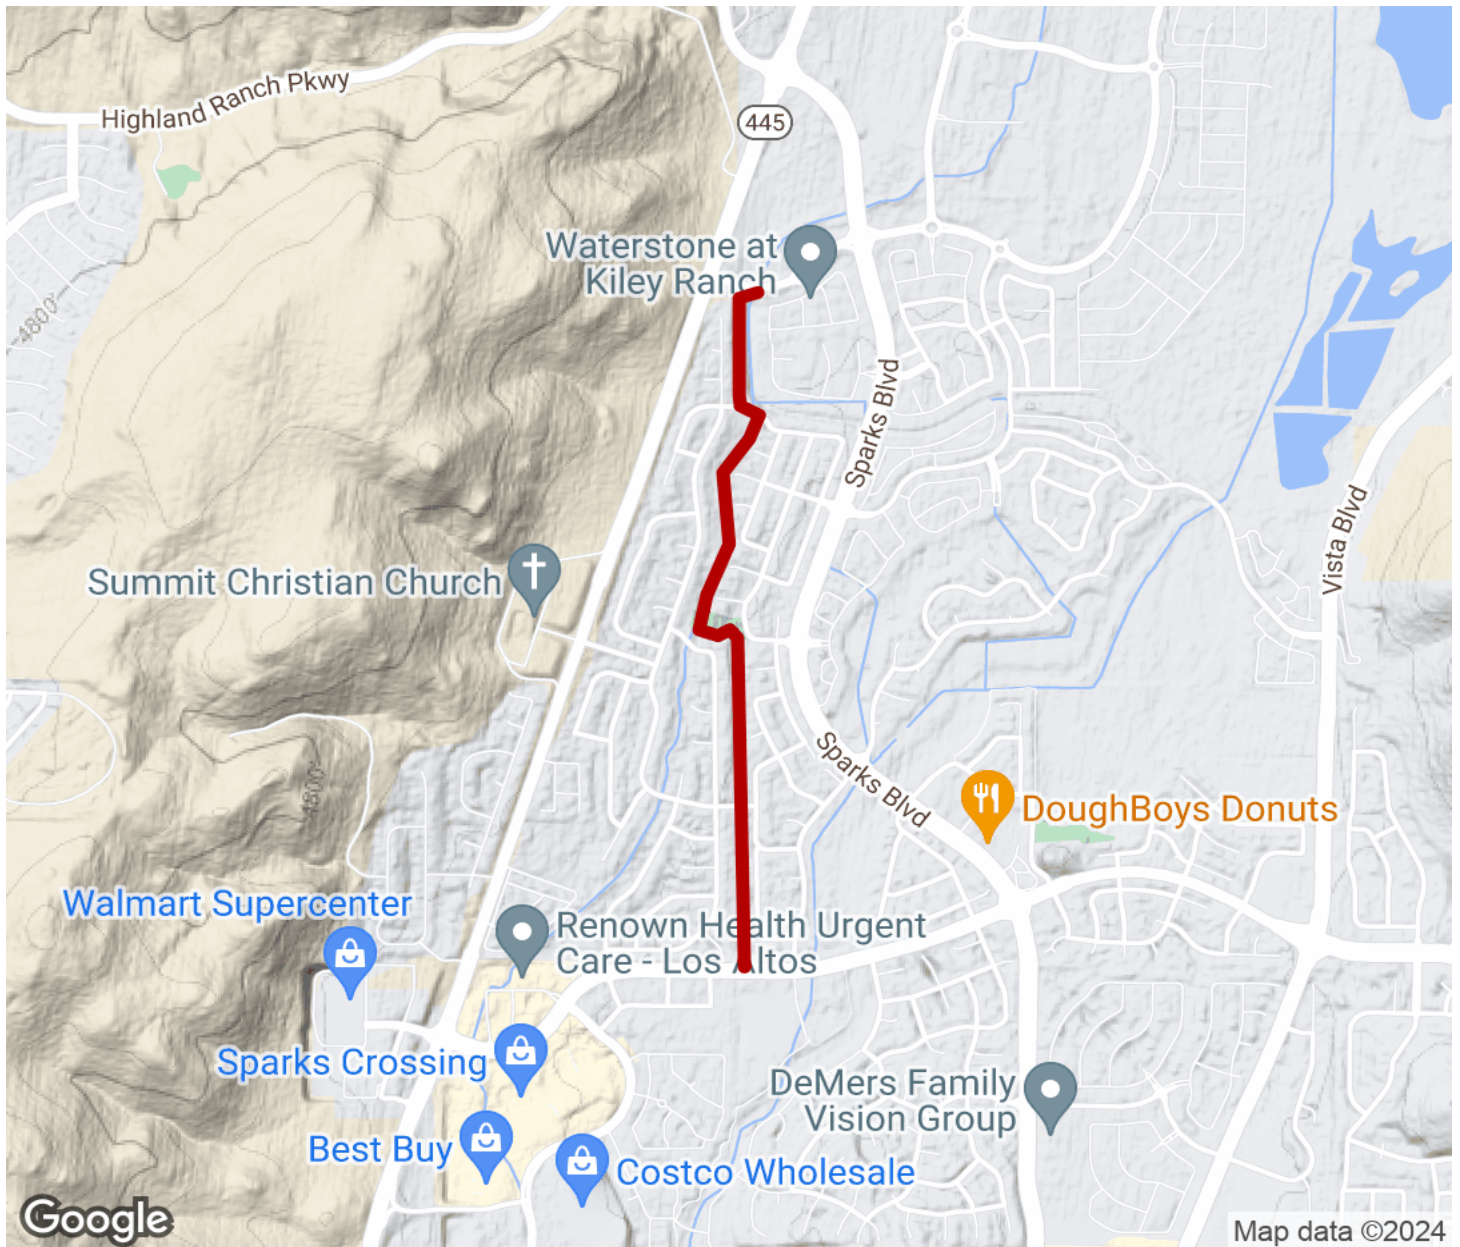 Highland Ranch Pkwy
445
Waterstone at
Kiley Ranch
4800'
Sparks Blvd
Vista Blvd
Summit Christian Church
Sparks Blvd
4800'
DoughBoys Donuts
Walmart Supercenter
Renown Health Urgent
Care - Los Altos
Sparks Crossing
DeMers Family
Vision Group
Best Buy
Costco Wholesale
Google
Map data ©2024